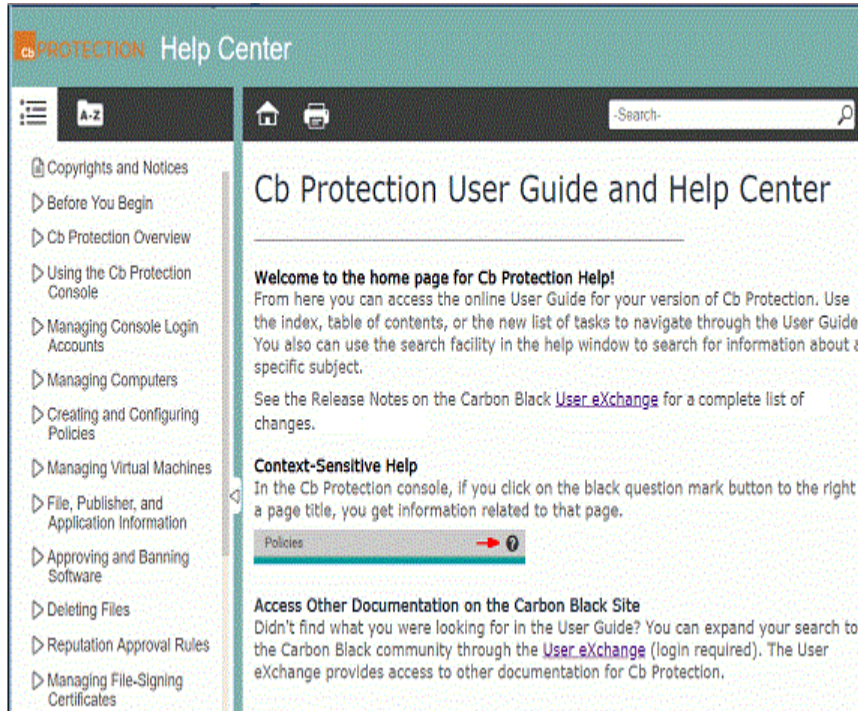 Cb PROTECTION Help Center
A-Z
-Search-
Copyrights and Notices
Before You Begin
Cb Protection Overview
Using the Cb Protection
Console
Managing Console Login
Accounts
Managing Computers
Creating and Configuring
Policies
Managing Virtual Machines
File, Publisher, and
Application Information
Approving and Banning
Software
Deleting Files
Reputation Approval Rules
Managing File-Signing
Certificates
Cb Protection User Guide and Help Center
Welcome to the home page for Cb Protection Help!
From here you can access the online User Guide for your version of Cb Protection. Use
the index, table of contents, or the new list of tasks to navigate through the User Guide
You also can use the search facility in the help window to search for information about a
specific subject.
See the Release Notes on the Carbon Black User eXchange for a complete list of
changes.
Context-Sensitive Help
In the Cb Protection console, if you click on the black question mark button to the right
a page title, you get information related to that page.
Policies ?
Access Other Documentation on the Carbon Black Site
Didn't find what you were looking for in the User Guide? You can expand your search to
the Carbon Black community through the User eXchange (login required). The User
eXchange provides access to other documentation for Cb Protection.